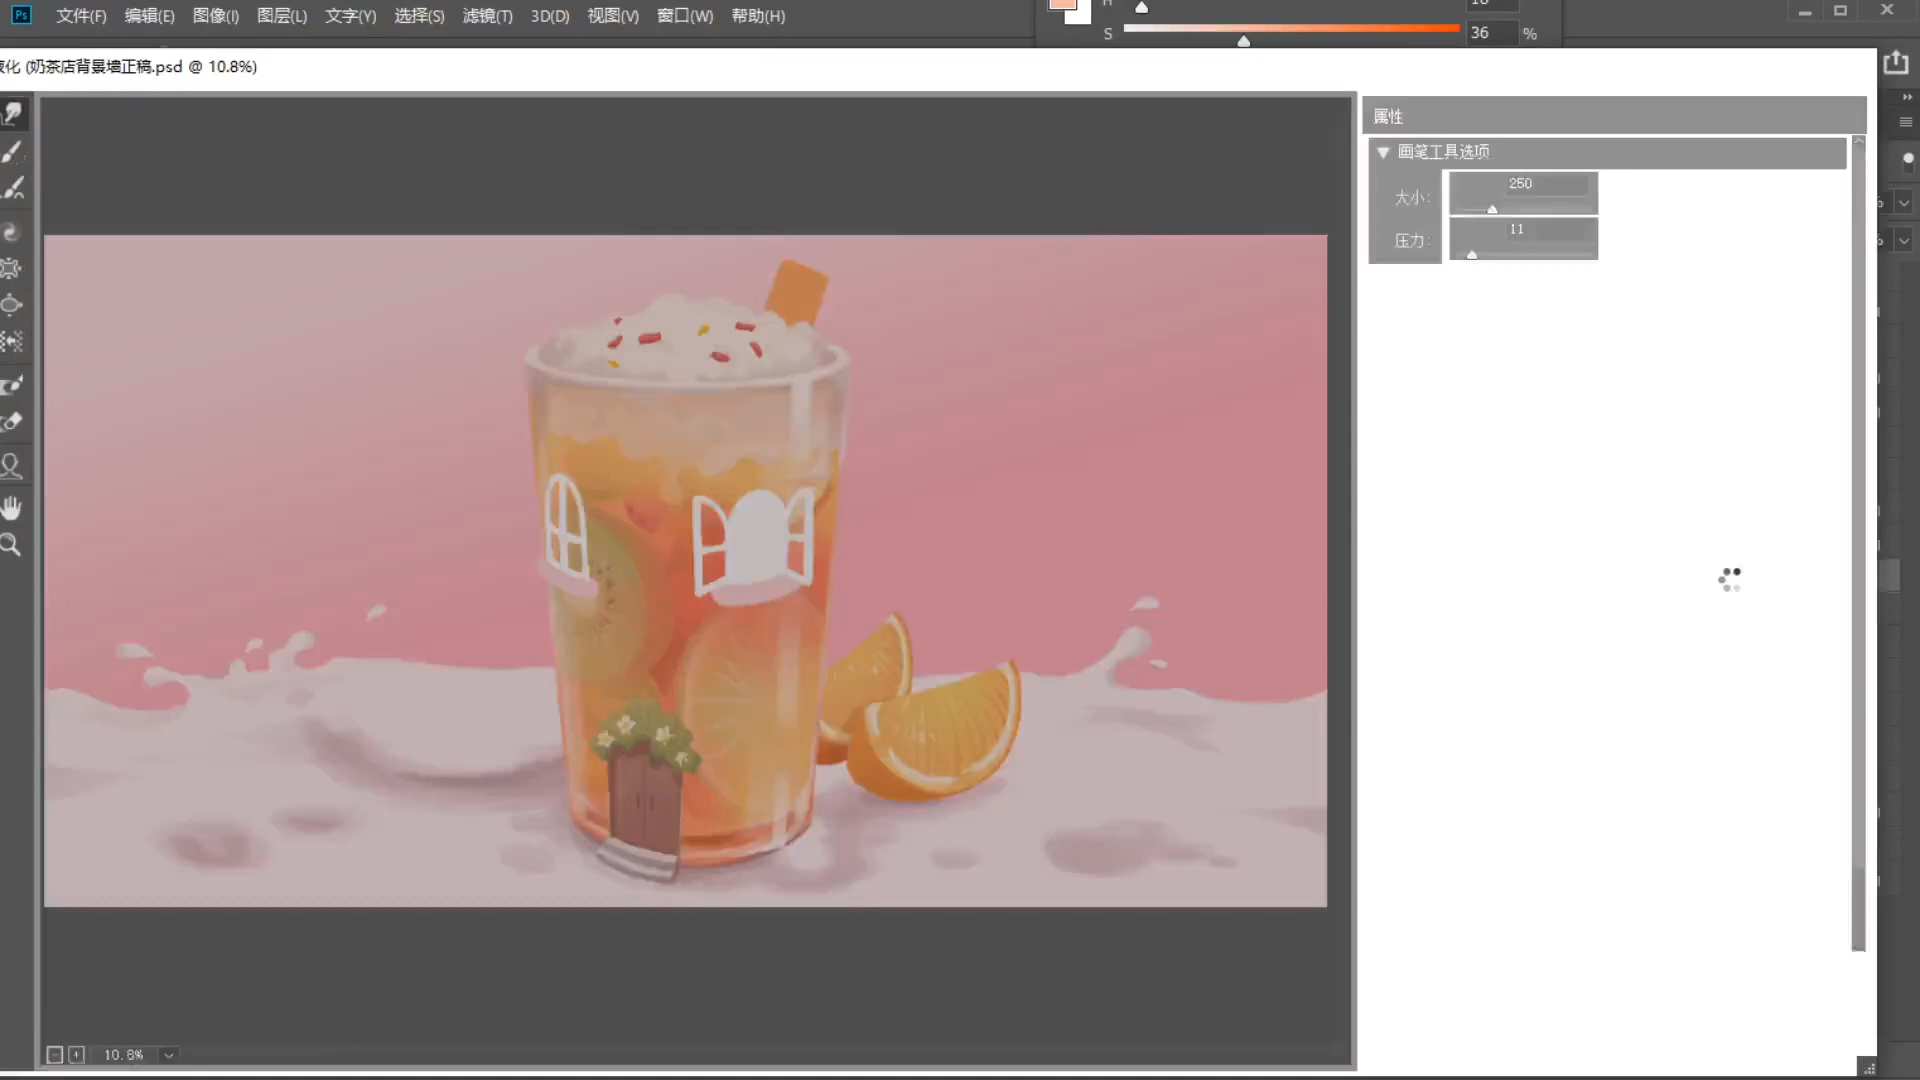 Ps 文件(F) 编辑(E) 图像(I) 图层(L) 文字(Y) 选择(S) 滤镜(T) 3D(D) 视图(V) 窗口(W) 帮助(H)
S 36 %
(奶茶店背景墙正稿.psd @ 10.8%)
属性
画笔工具选项
大小: 250
压力: 11
10.8%